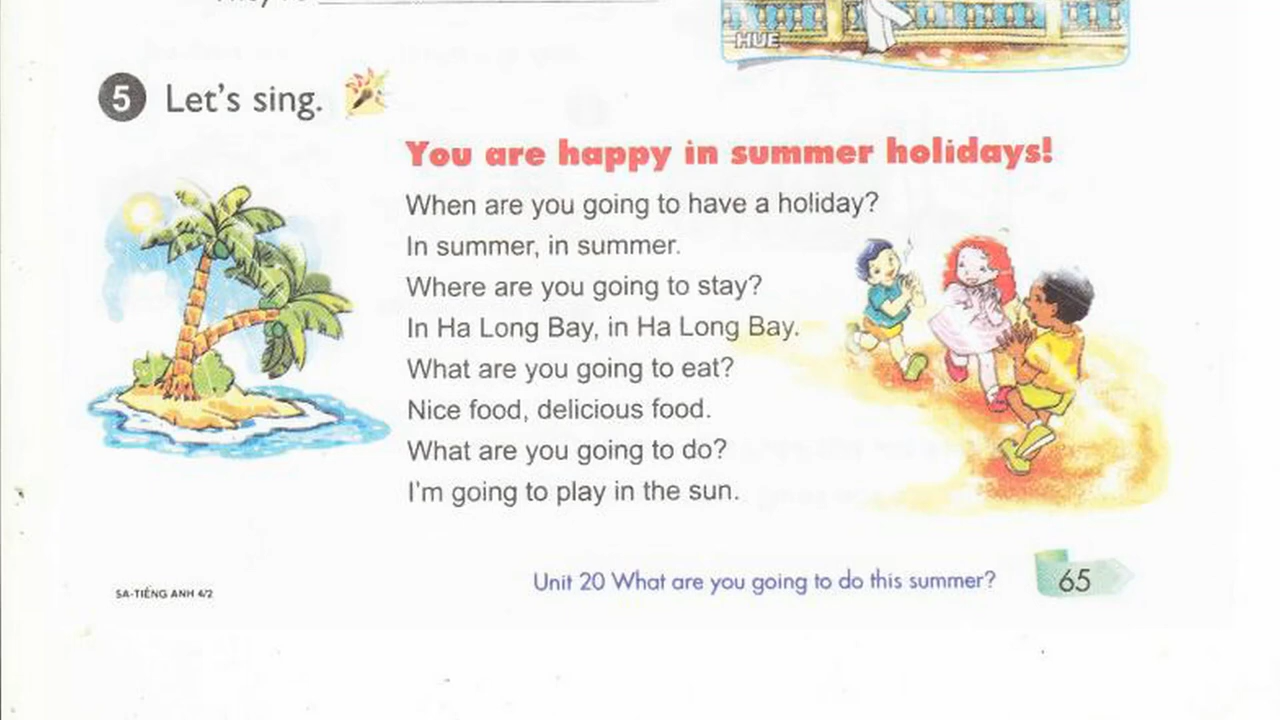 HUE
5 Let's sing.
You are happy in summer holidays!
When are you going to have a holiday?
In summer, in summer.
Where are you going to stay?
In Ha Long Bay, in Ha Long Bay.
What are you going to eat?
Nice food, delicious food.
What are you going to do?
I'm going to play in the sun.
Unit 20 What are you going to do this summer? 65
5A-TIẾNG ANH 4/2